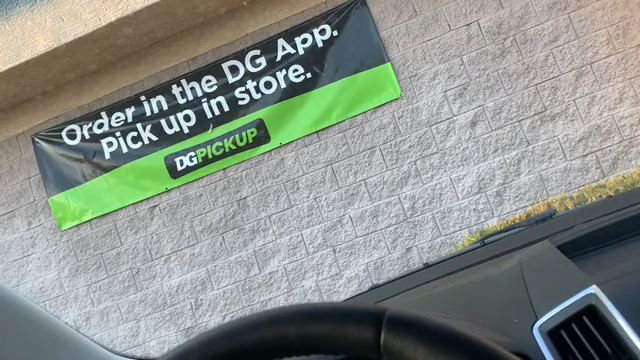 Order in the DG App.
Pick up in store.
DGPICKUP